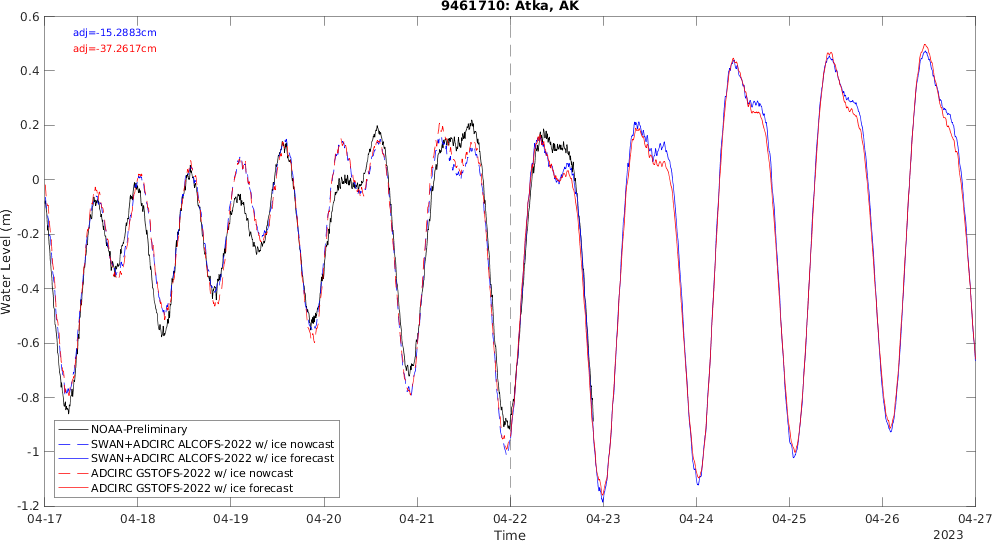 9461710: Atka, AK
adj=-15.2883cm
adj=-37.2617cm
0.6
0.4
0.2
0
-0.2
-0.4
-0.6
-0.8
-1
-1.2
Water Level (m)
NOAA-Preliminary
SWAN+ADCIRC ALCOFS-2022 w/ ice nowcast
SWAN+ADCIRC ALCOFS-2022 w/ ice forecast
ADCIRC GSTOFS-2022 w/ ice nowcast
ADCIRC GSTOFS-2022 w/ ice forecast
04-17 04-18 04-19 04-20 04-21 04-22 04-23 04-24 04-25 04-26 04-27
Time
2023